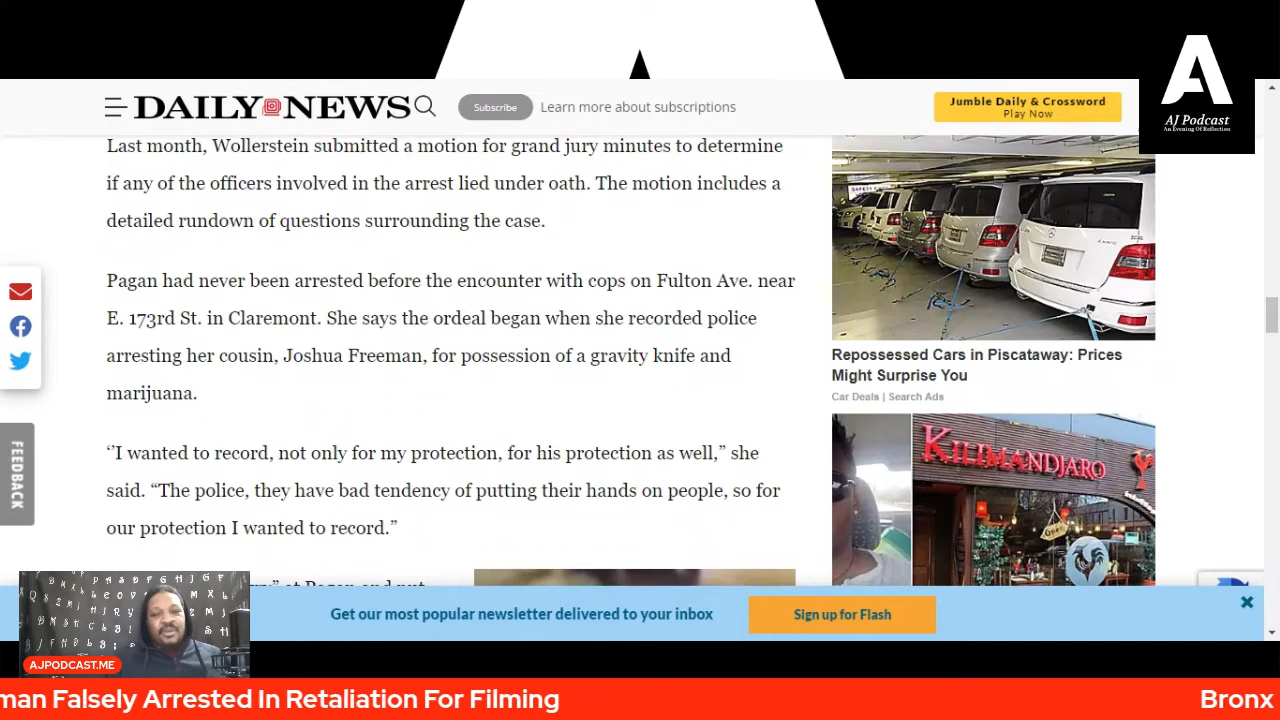 DAILY NEWS
Subscribe
Learn more about subscriptions
Jumble Daily & Crossword
Play Now
A
AJ Podcast
An Evening Of Reflection
Last month, Wollerstein submitted a motion for grand jury minutes to determine
if any of the officers involved in the arrest lied under oath. The motion includes a
detailed rundown of questions surrounding the case.
Pagan had never been arrested before the encounter with cops on Fulton Ave. near
E. 173rd St. in Claremont. She says the ordeal began when she recorded police
arresting her cousin, Joshua Freeman, for possession of a gravity knife and
marijuana.
‘'I wanted to record, not only for my protection, for his protection as well,” she
said. “The police, they have bad tendency of putting their hands on people, so for
our protection I wanted to record.”
Repossessed Cars in Piscataway: Prices
Might Surprise You
Car Deals | Search Ads
KILIMANJARO
Open
FEEDBACK
Get our most popular newsletter delivered to your inbox
Sign up for Flash
AJPODCAST.ME
man Falsely Arrested In Retaliation For Filming
Bronx